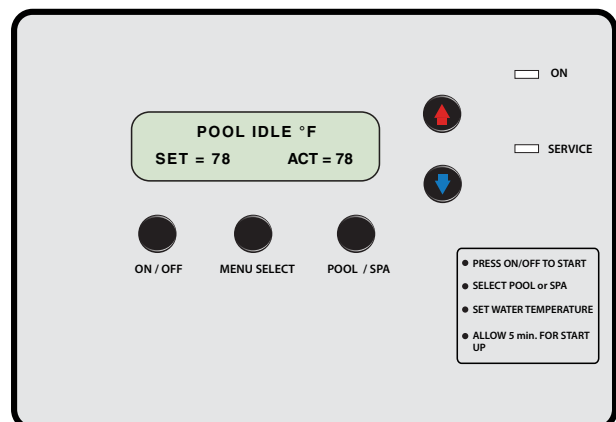 POOL IDLE °F
SET = 78 ACT = 78
ON
SERVICE
ON / OFF MENU SELECT POOL / SPA
• PRESS ON/OFF TO START
• SELECT POOL or SPA
• SET WATER TEMPERATURE
• ALLOW 5 min. FOR START
UP